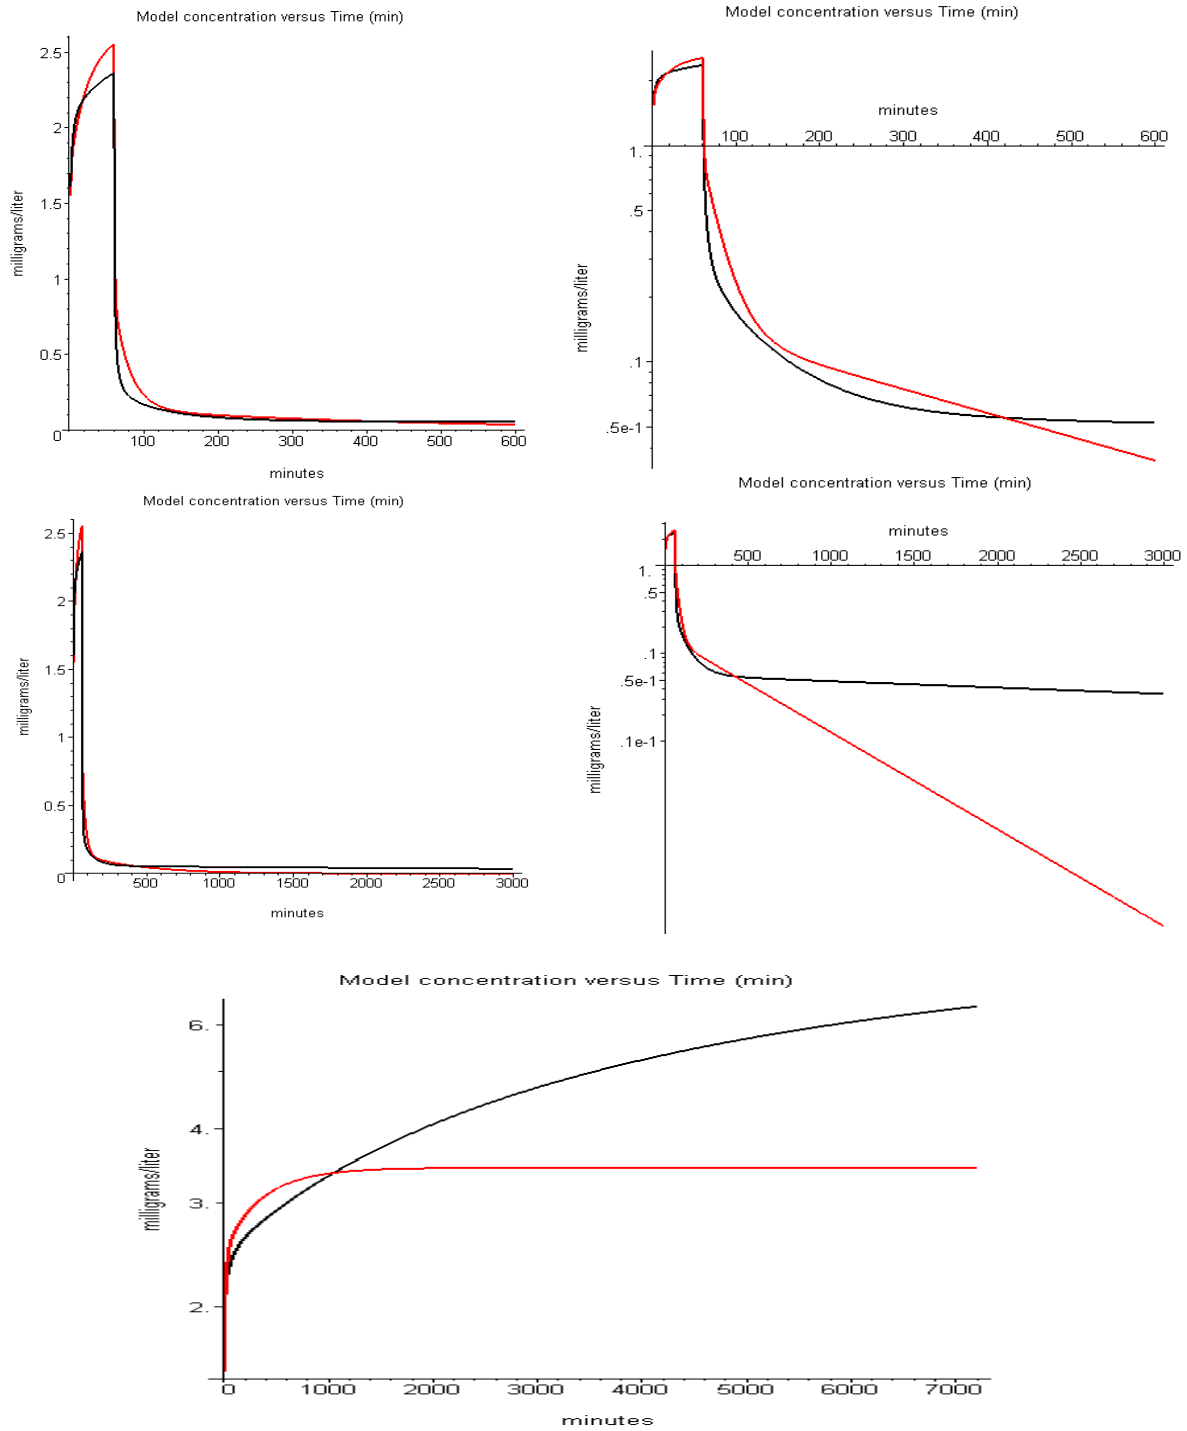 Model concentration versus Time (min)
2.5
2
1.5
1
0.5
0
milligrams/liter
100 200 300 400 500 600
minutes
Model concentration versus Time (min)
minutes
100 200 300 400 500 600
1.
.5
.1
.5e-1
milligrams/liter
Model concentration versus Time (min)
2.5
2
1.5
1
0.5
0
milligrams/liter
500 1000 1500 2000 2500 3000
minutes
Model concentration versus Time (min)
minutes
500 1000 1500 2000 2500 3000
1.
.5
.1
.5e-1
.1e-1
milligrams/liter
Model concentration versus Time (min)
6.
4.
3.
2.
milligrams/liter
0 1000 2000 3000 4000 5000 6000 7000
minutes